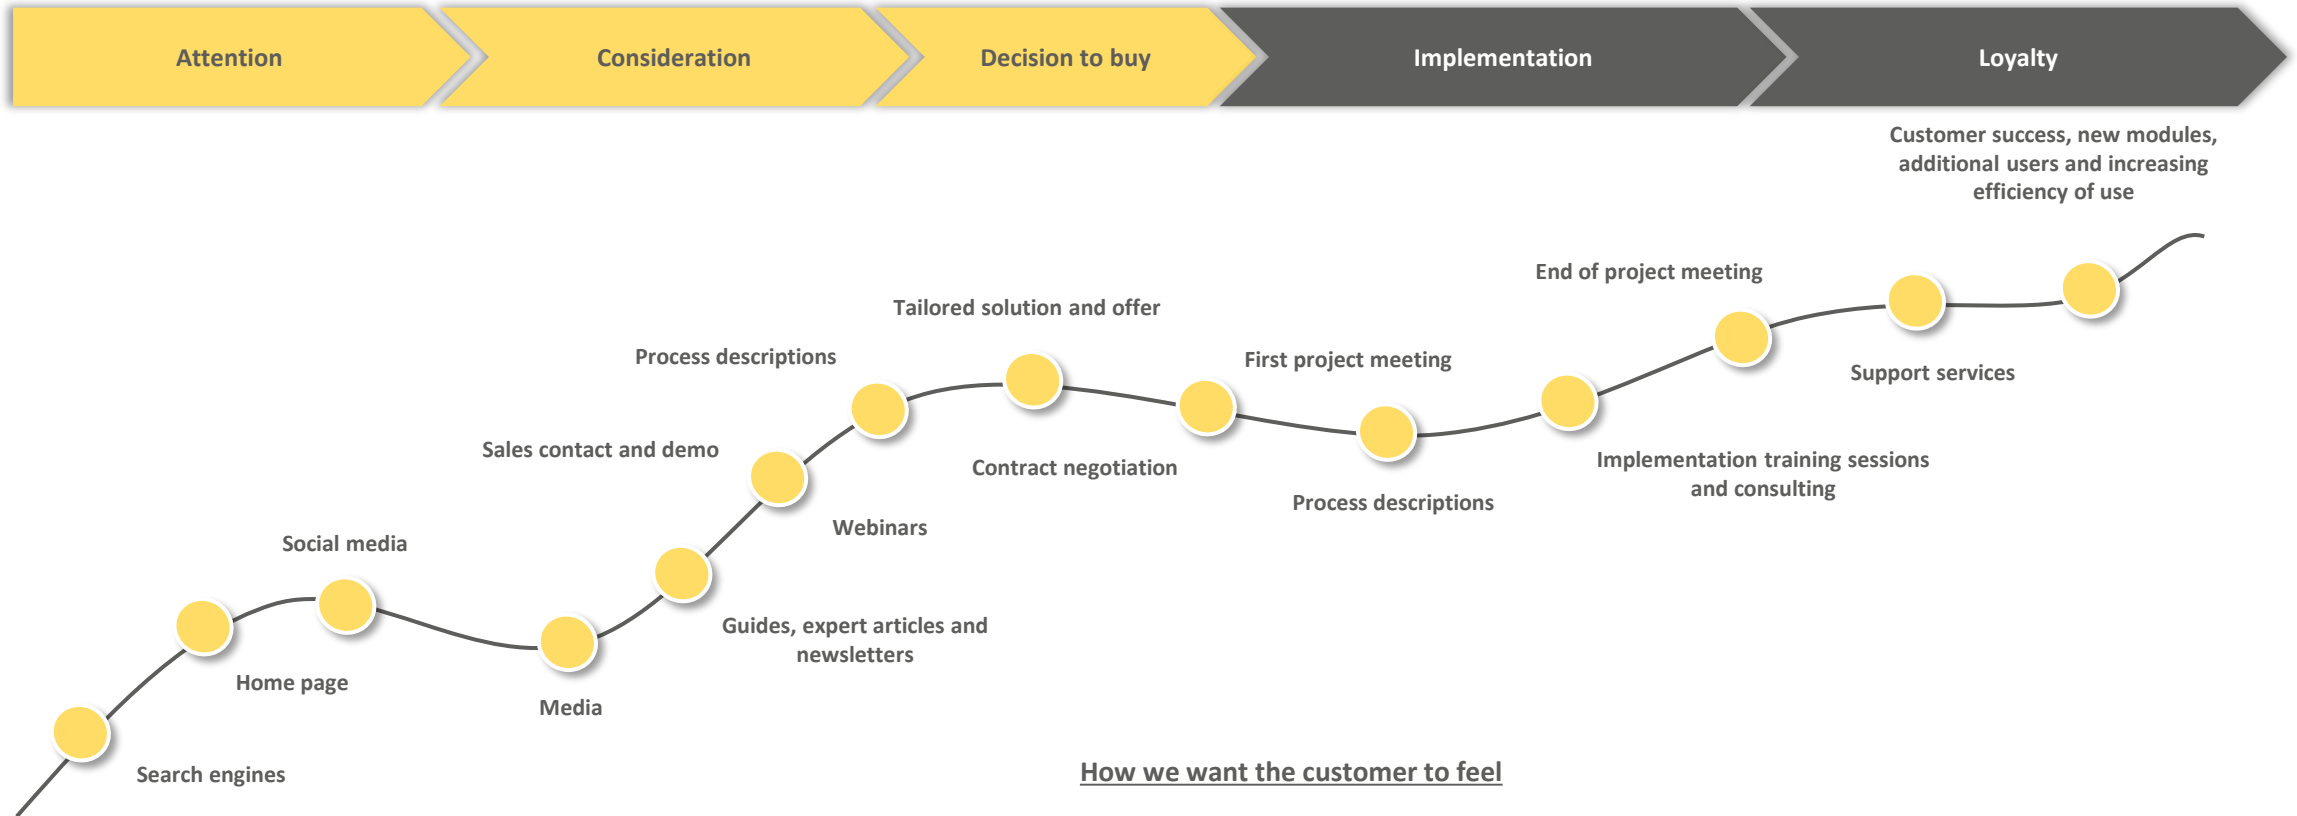 Attention
Consideration
Decision to buy
Implementation
Loyalty
Customer success, new modules,
additional users and increasing
efficiency of use
End of project meeting
Tailored solution and offer
Process descriptions
First project meeting
Support services
Sales contact and demo
Contract negotiation
Implementation training sessions
and consulting
Process descriptions
Webinars
Social media
Guides, expert articles and
newsletters
Home page
Media
Search engines
How we want the customer to feel